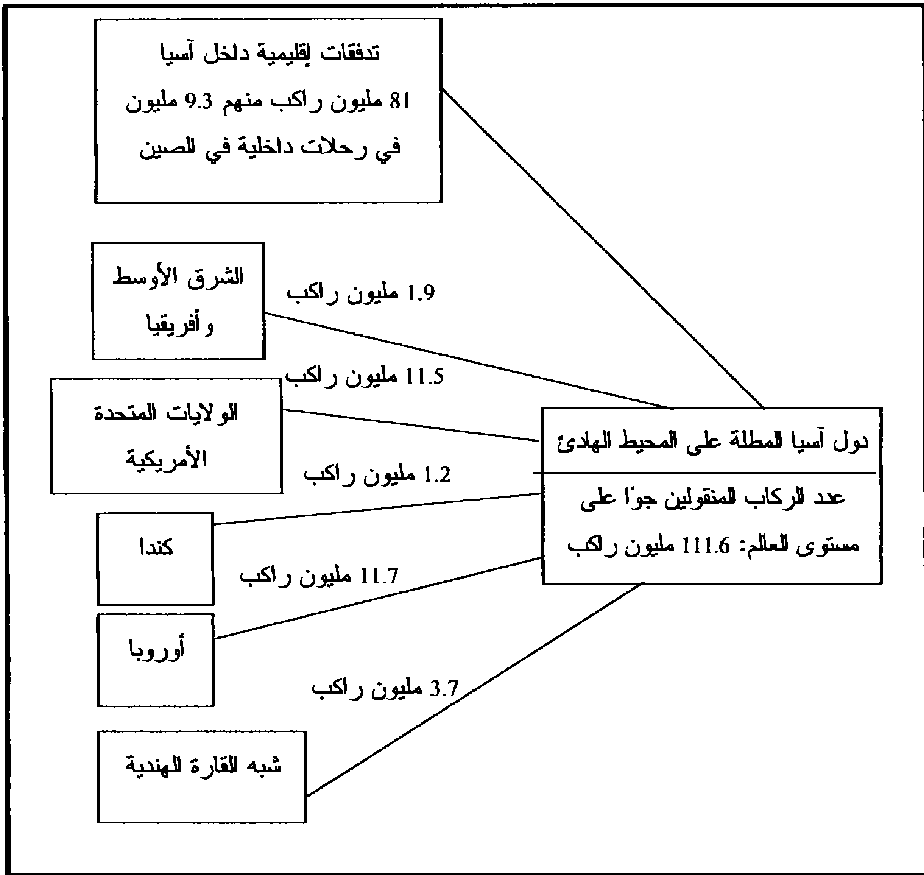 تدفقات إقليمية داخل آسيا
81 مليون راكب منهم 9.3 مليون
في رحلات داخلية في الصين
الشرق الأوسط
وأفريقيا
1.9 مليون راكب
11.5 مليون راكب
الولايات المتحدة
الأمريكية
1.2 مليون راكب
دول آسيا المطلة على المحيط الهادئ
عدد الركاب المنقولين جوًا على
مستوى العالم: 111.6 مليون راكب
كندا
11.7 مليون راكب
أوروبا
3.7 مليون راكب
شبه القارة الهندية